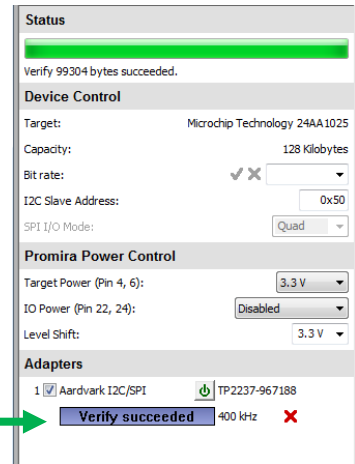 Status
Verify 99304 bytes succeeded.
Device Control
Target: Microchip Technology 24AA1025
Capacity: 128 Kilobytes
Bit rate:
I2C Slave Address: 0x50
SPI I/O Mode: Quad
Promira Power Control
Target Power (Pin 4, 6): 3.3 V
IO Power (Pin 22, 24): Disabled
Level Shift: 3.3 V
Adapters
1 Aardvark I2C/SPI TP2237-967188
Verify succeeded 400 kHz